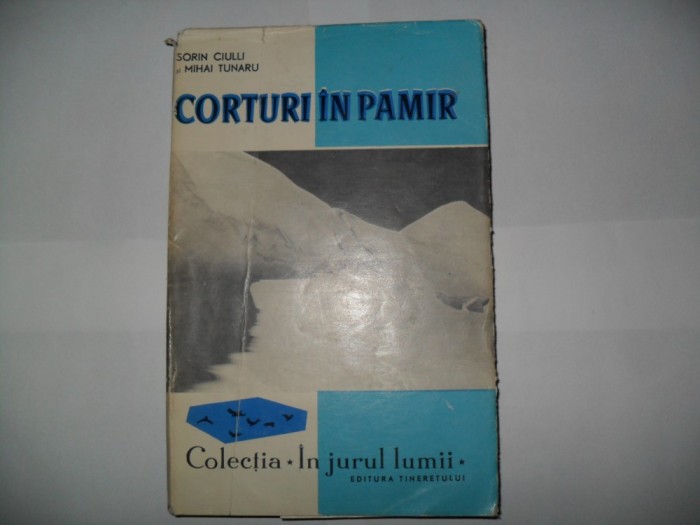 SORIN CIULLI
MIHAI TUNARU
CORTURI ÎN PAMIR
Colecția ⋆ În jurul lumii ⋆
EDITURA TINERETULUI